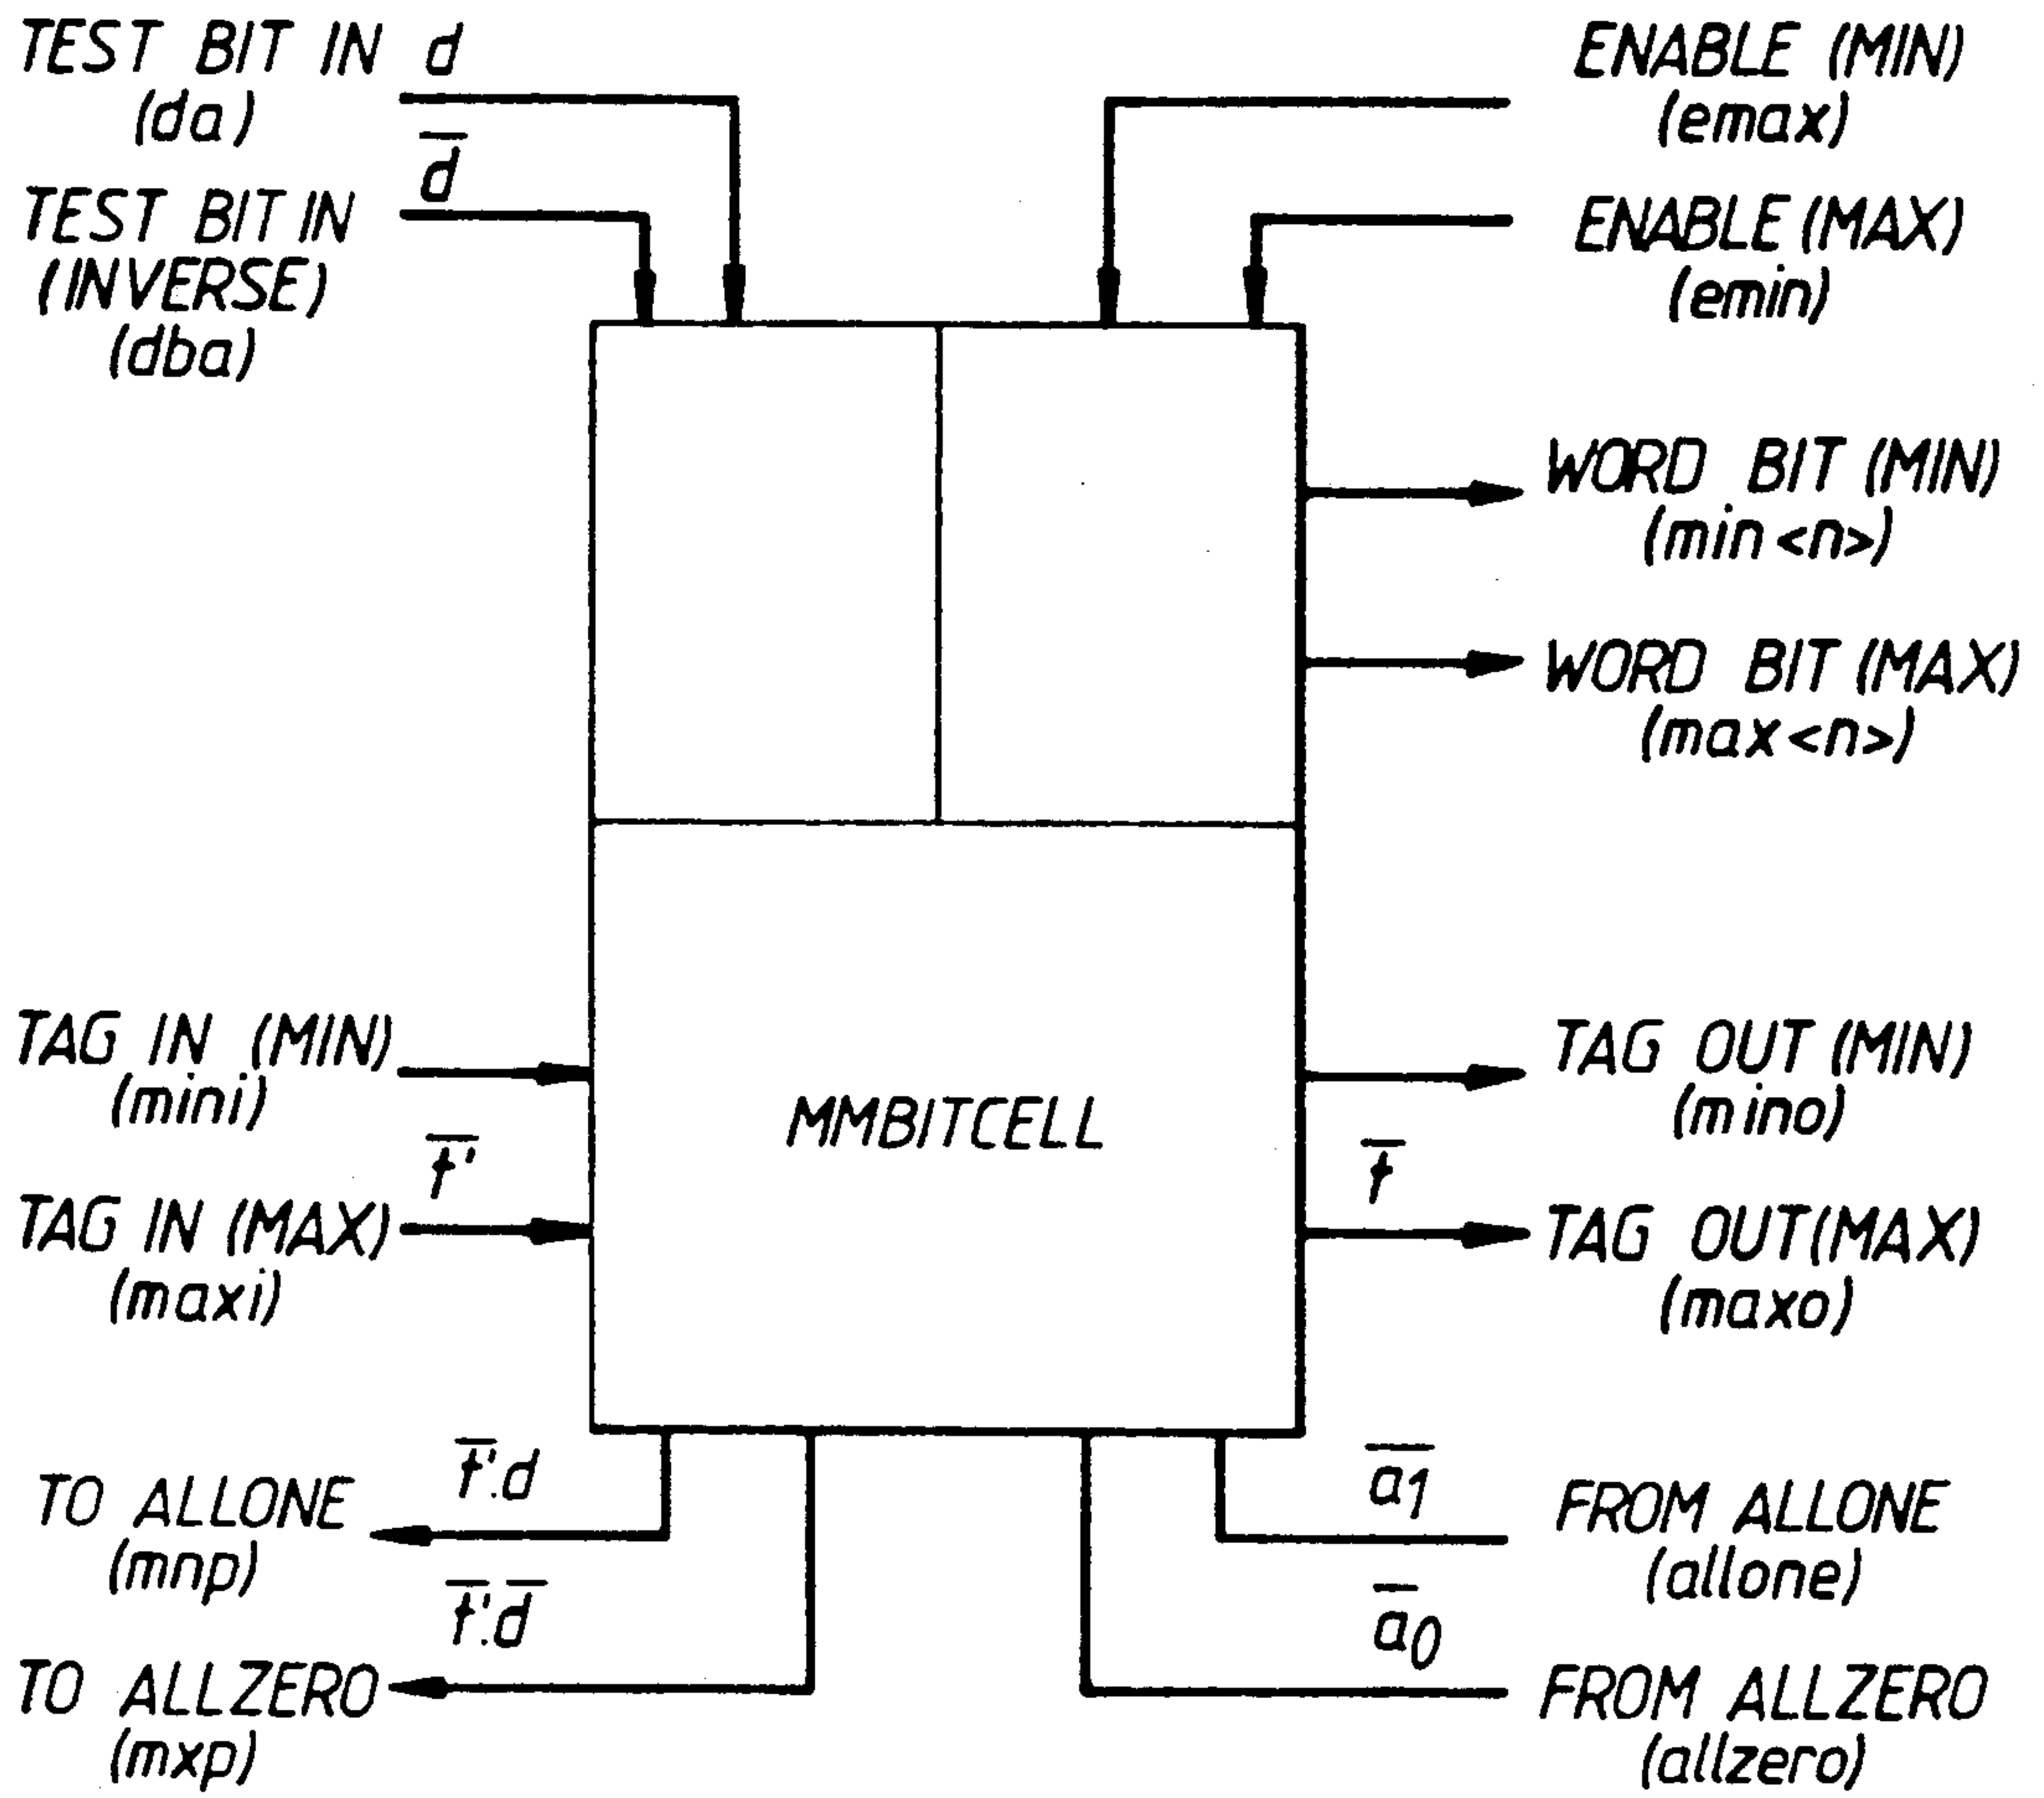 TEST BIT IN d
(da)
d̅
TEST BIT IN
(INVERSE)
(dba)
ENABLE (MIN)
(emax)
ENABLE (MAX)
(emin)
WORD BIT (MIN)
(min<n>)
WORD BIT (MAX)
(max<n>)
TAG IN (MIN)
(mini)
t̅'
TAG IN (MAX)
(maxi)
MMBITCELL
TAG OUT (MIN)
(mino)
t̅
TAG OUT (MAX)
(maxo)
t̅'.d
TO ALLONE
(mnp)
t̅'.d̅
TO ALLZERO
(mxp)
a̅1̅
FROM ALLONE
(allone)
a̅0
FROM ALLZERO
(allzero)